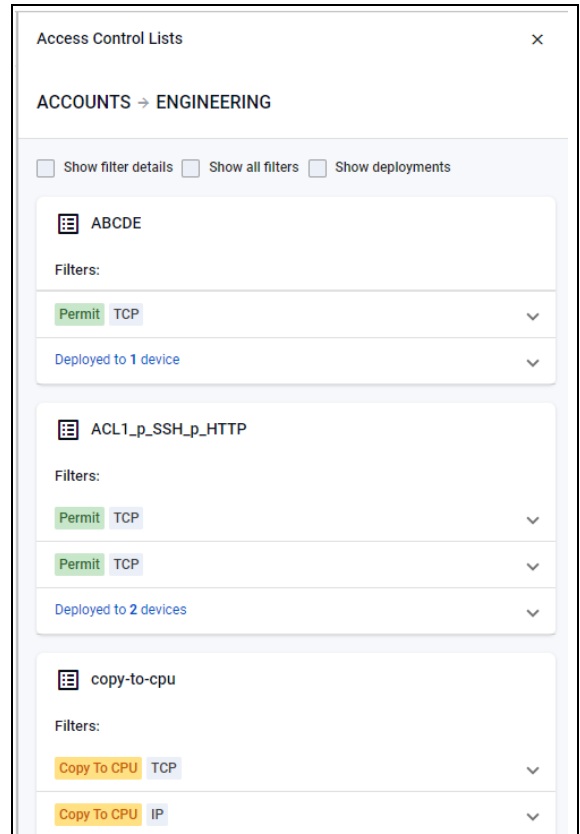 Access Control Lists
ACCOUNTS → ENGINEERING
Show filter details Show all filters Show deployments
ABCDE
Filters:
Permit TCP
Deployed to 1 device
ACL1_p_SSH_p_HTTP
Filters:
Permit TCP
Permit TCP
Deployed to 2 devices
copy-to-cpu
Filters:
Copy To CPU TCP
Copy To CPU IP